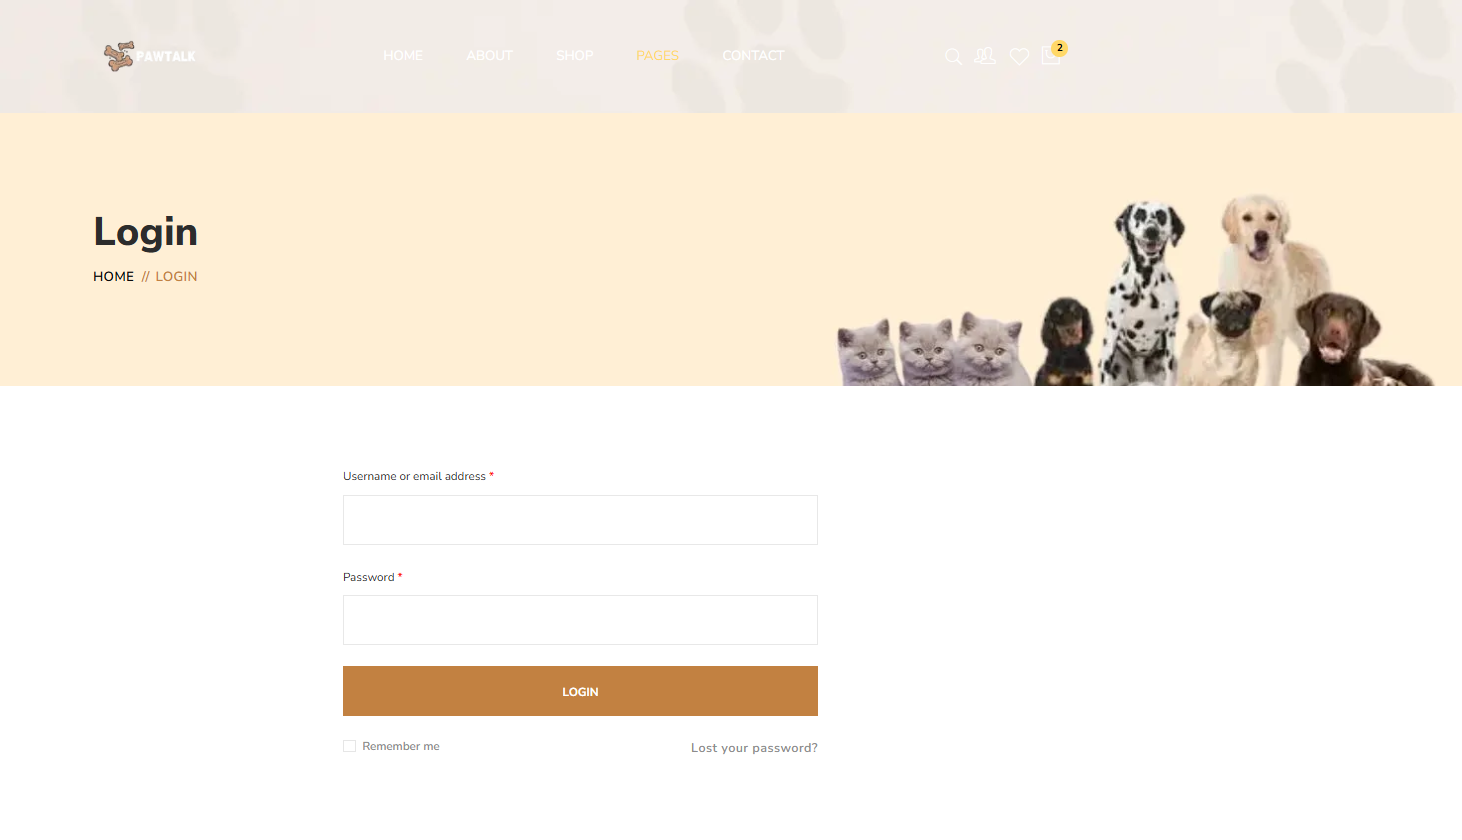 PAWTALK
HOME ABOUT SHOP PAGES CONTACT
2
Login
HOME // LOGIN
Username or email address *
Password *
LOGIN
Remember me
Lost your password?